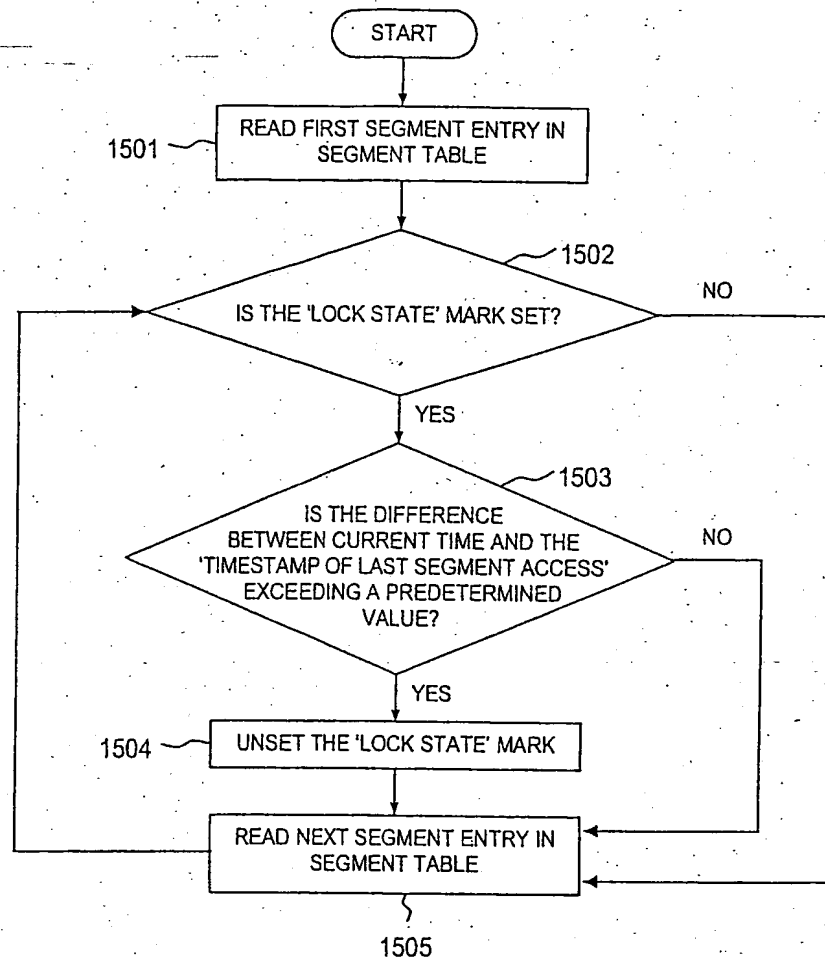 START
READ FIRST SEGMENT ENTRY IN
SEGMENT TABLE
1501
1502
IS THE 'LOCK STATE' MARK SET?
NO
YES
1503
IS THE DIFFERENCE
BETWEEN CURRENT TIME AND THE
'TIMESTAMP OF LAST SEGMENT ACCESS'
EXCEEDING A PREDETERMINED
VALUE?
NO
YES
1504
UNSET THE 'LOCK STATE' MARK
READ NEXT SEGMENT ENTRY IN
SEGMENT TABLE
1505